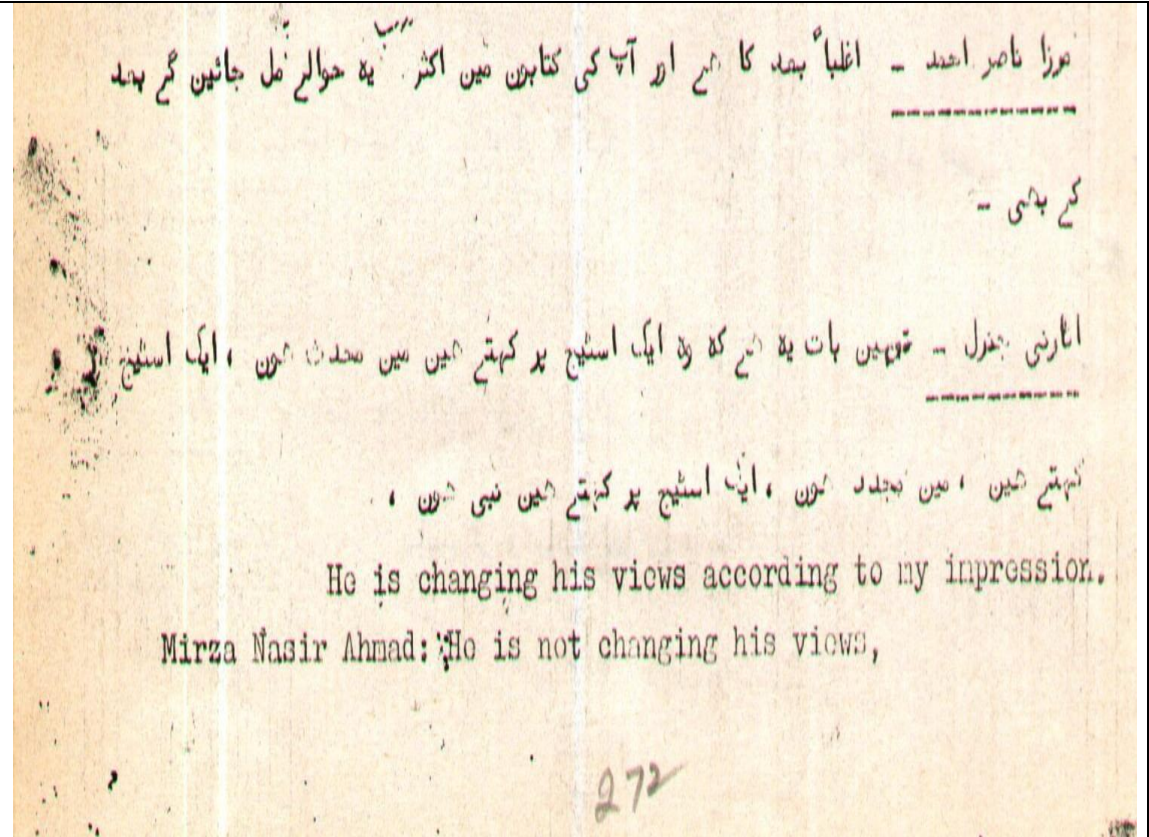 مرزا ناصر احمد ۔ اغلباً بعد کا ہے اور آپ کی کتابوں میں اکثر یہ حوالے مل جائیں گے بعد
کے بھی ۔
اٹارنی جنرل ۔ نہیں بات یہ ہے کہ وہ ایک اسٹیج پر کہتے ہیں میں محدث ہوں ، ایک اسٹیج پر
کہتے ہیں ، میں مجدد ہوں ، ایک اسٹیج پر کہتے ہیں نبی ہوں ،
He is changing his views according to my inpression.
Mirza Nasir Ahmad: He is not changing his views,
272